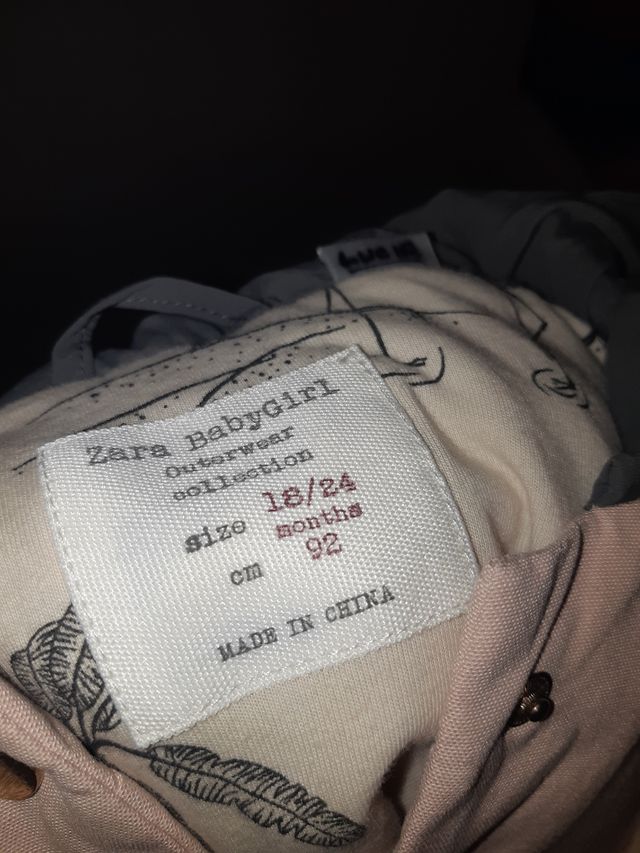 Zara BabyGirl
Outerwear
collection
size 18/24
months
cm 92
MADE IN CHINA